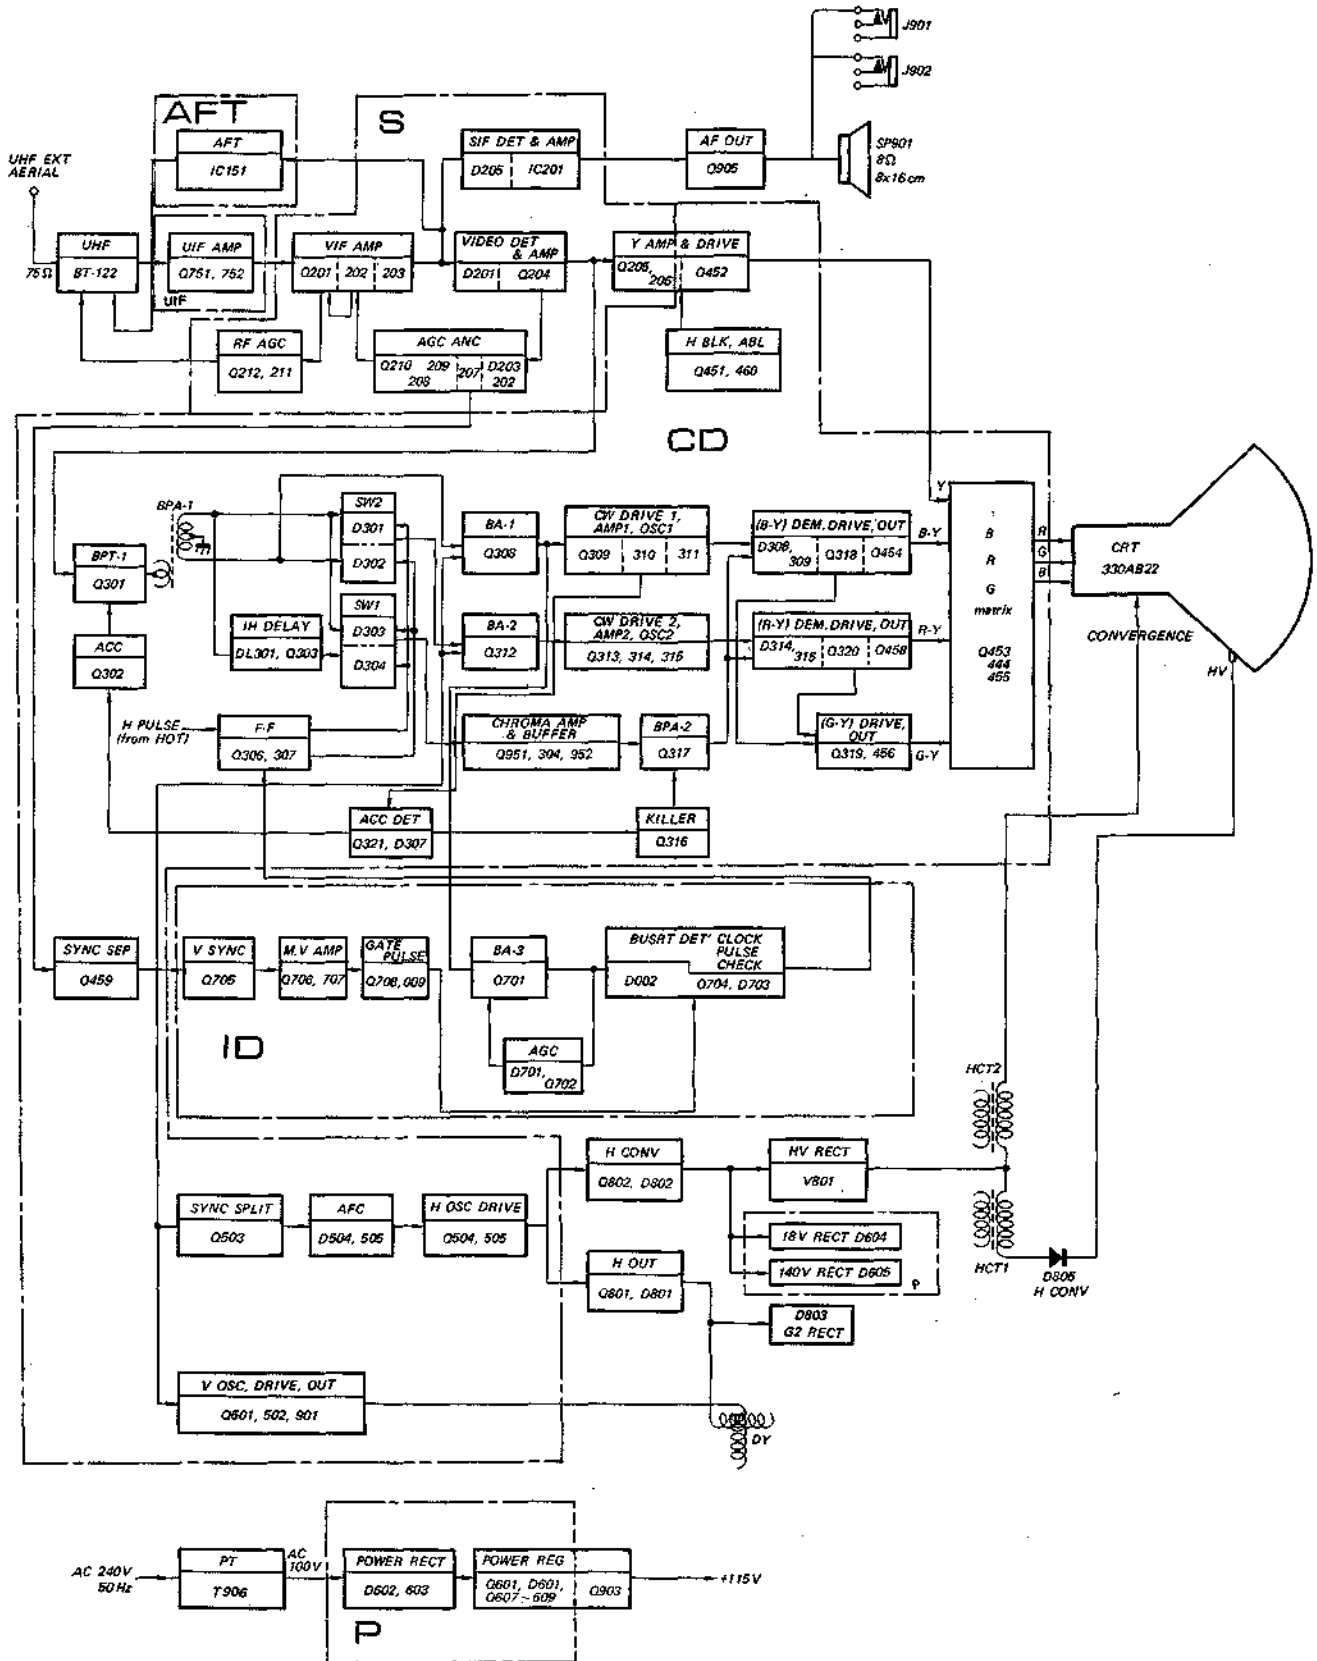 J901
J902
AFT
S
AFT
IC151
SIF DET & AMP
D205 IC201
AF OUT
Q905
SP901
8Ω
8x16cm
UHF EXT
AERIAL
75Ω
UHF
BT-122
UIF AMP
Q751, 752
UIF
VIF AMP
Q201 202 203
VIDEO DET
& AMP
D201 Q204
Y AMP & DRIVE
Q205,
206 Q452
RF AGC
Q212, 211
AGC ANC
Q210 209
208 207 D203
202
H BLK, ABL
Q451, 460
CD
BPA-1
BPT-1
Q301
ACC
Q302
SW2
D301
D302
SW1
D303
D304
IH DELAY
DL301, Q303
H PULSE
(from HOT)
F·F
Q306, 307
BA-1
Q308
CW DRIVE 1,
AMP1, OSC1
Q309 310 311
(B-Y) DEM. DRIVE, OUT
D308,
309 Q318 Q454
B-Y
BA-2
Q312
CW DRIVE 2,
AMP2, OSC2
Q313, 314, 315
(R-Y) DEM. DRIVE, OUT
D314,
315 Q320 Q458
R-Y
CHROMA AMP
& BUFFER
Q951, 304, 952
BPA-2
Q317
(G-Y) DRIVE,
OUT
Q319, 456
G-Y
Y
B
R
G
matrix
Q453
444
455
R
G
B
CRT
330AB22
CONVERGENCE
HV
ACC DET
Q321, D307
KILLER
Q316
SYNC SEP
Q459
V SYNC
Q705
M.V AMP
Q706, 707
GATE
PULSE
Q708, 009
BA-3
Q701
BUSRT DET' CLOCK
PULSE
CHECK
D002 Q704, D703
AGC
D701,
Q702
ID
HCT2
H CONV
Q802, D802
HV RECT
V801
SYNC SPLIT
Q503
AFC
D504, 505
H OSC DRIVE
Q504, 505
18V RECT D604
140V RECT D605
P
H OUT
Q801, D801
D803
G2 RECT
HCT1
D805
H CONV
V OSC, DRIVE, OUT
Q601, 502, 901
DY
AC 240V
50Hz
PT
T906
AC
100V
POWER RECT
D602, 603
POWER REG
Q601, D601,
Q607~609 Q903
+115V
P